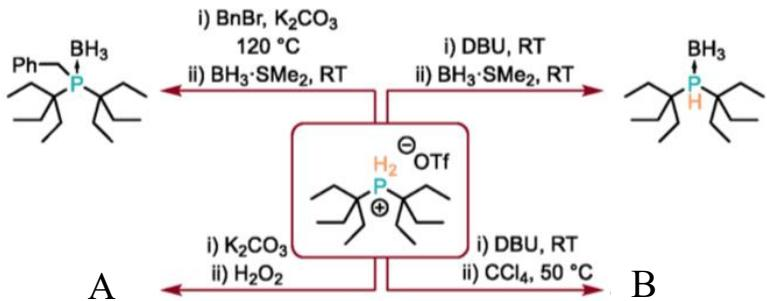 i) BnBr, K₂CO₃
120 °C
ii) BH₃·SMe₂, RT
i) DBU, RT
ii) BH₃·SMe₂, RT
BH₃
Ph
P
BH₃
P
H
H₂
P
⊕
⊖
OTf
i) K₂CO₃
ii) H₂O₂
A
i) DBU, RT
ii) CCl₄, 50 °C
B